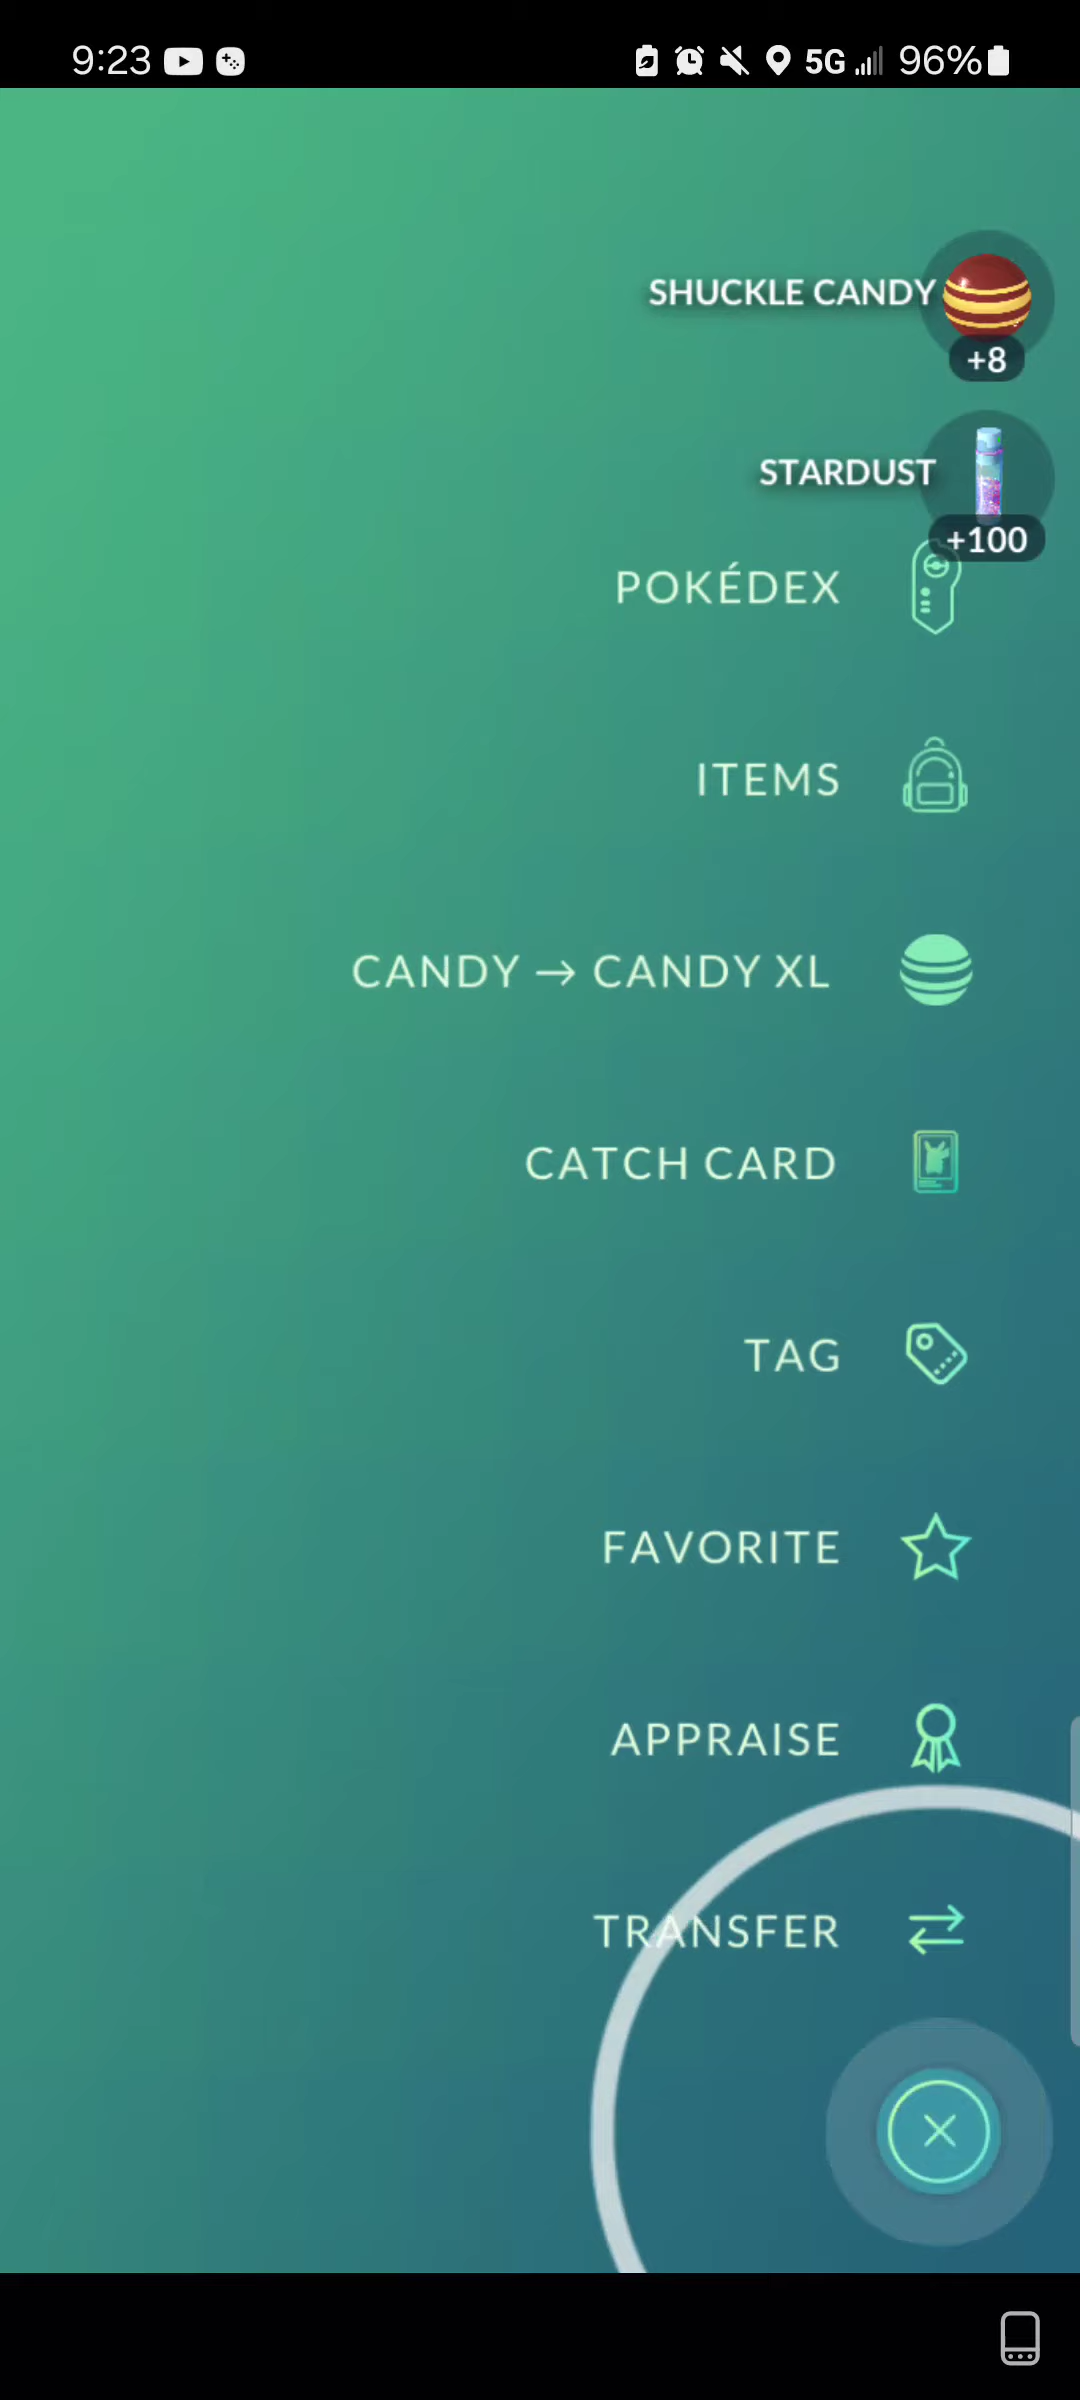 9:23 5G 96%
SHUCKLE CANDY
+8
STARDUST
+100
POKÉDEX
ITEMS
CANDY → CANDY XL
CATCH CARD
TAG
FAVORITE
APPRAISE
TRANSFER